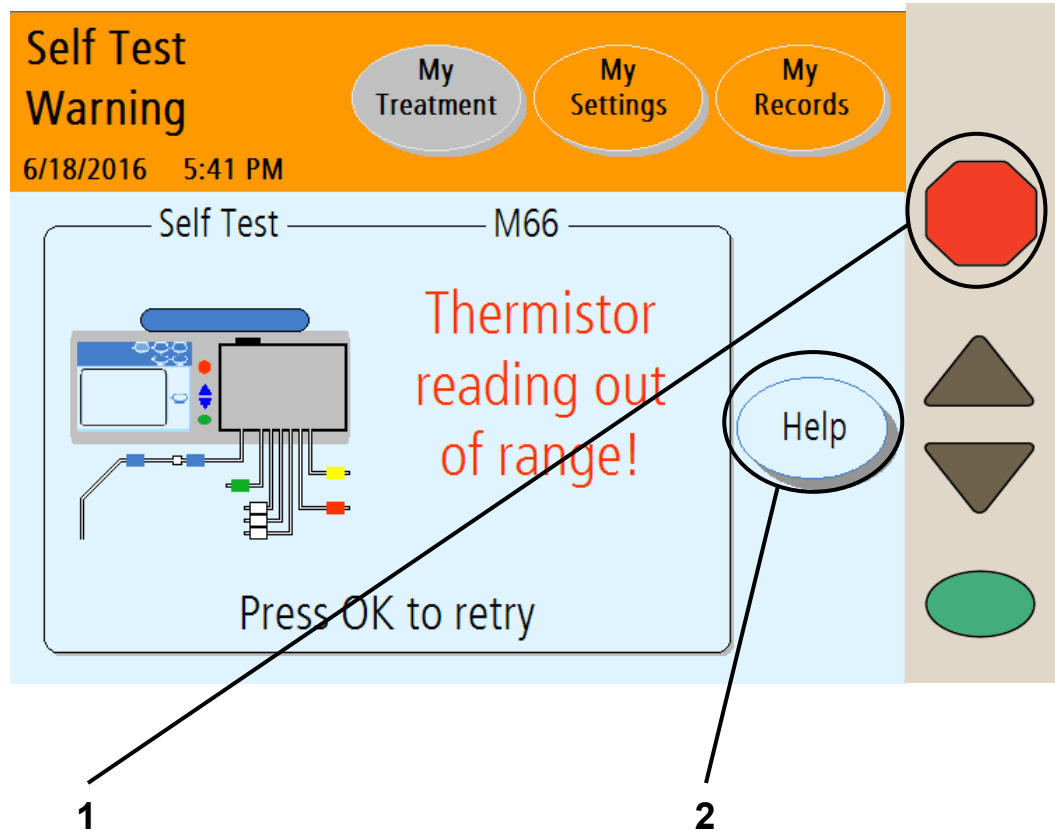 Self Test
Warning
6/18/2016 5:41 PM
My
Treatment
My
Settings
My
Records
Self Test
M66
Thermistor
reading out
of range!
Help
Press OK to retry
1
2